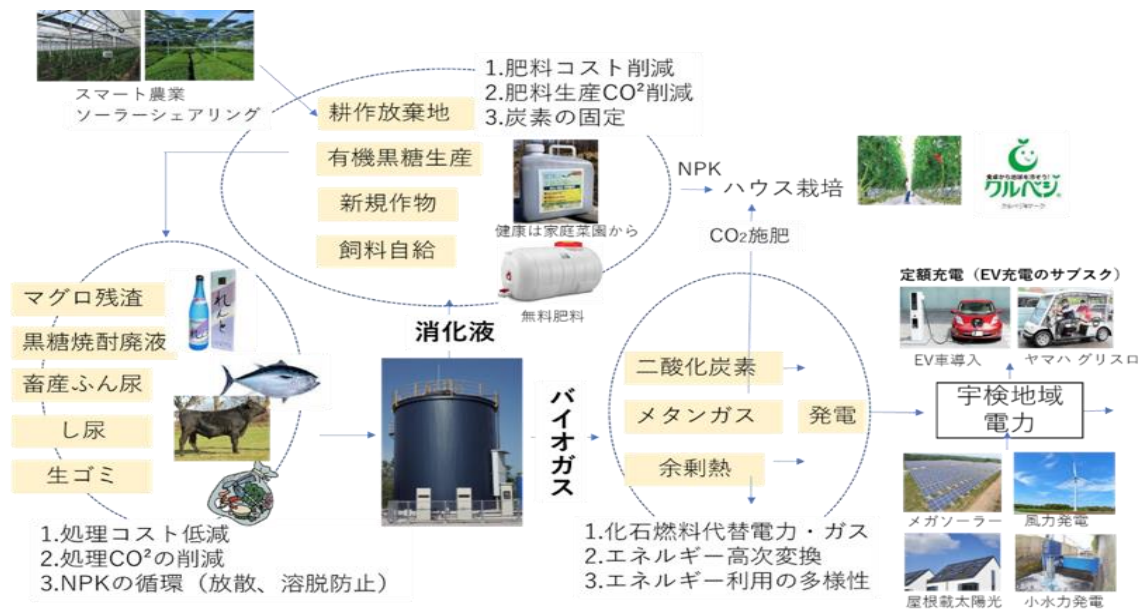 スマート農業
ソーラーシェアリング
1.肥料コスト削減
2.肥料生産CO²削減
3.炭素の固定
耕作放棄地
有機黒糖生産
新規作物
飼料自給
健康は家庭菜園から
無料肥料
NPK
ハウス栽培
CO₂施肥
クルベジ
マグロ残渣
黒糖焼酎廃液
畜産ふん尿
し尿
生ゴミ
れんと
1.処理コスト低減
2.処理CO²の削減
3.NPKの循環（放散、溶脱防止）
消化液
バイオガス
二酸化炭素
メタンガス
余剰熱
発電
1.化石燃料代替電力・ガス
2.エネルギー高次変換
3.エネルギー利用の多様性
定額充電（EV充電のサブスク）
EV車導入
ヤマハ グリスロ
宇検地域
電力
メガソーラー
風力発電
屋根載太陽光
小水力発電